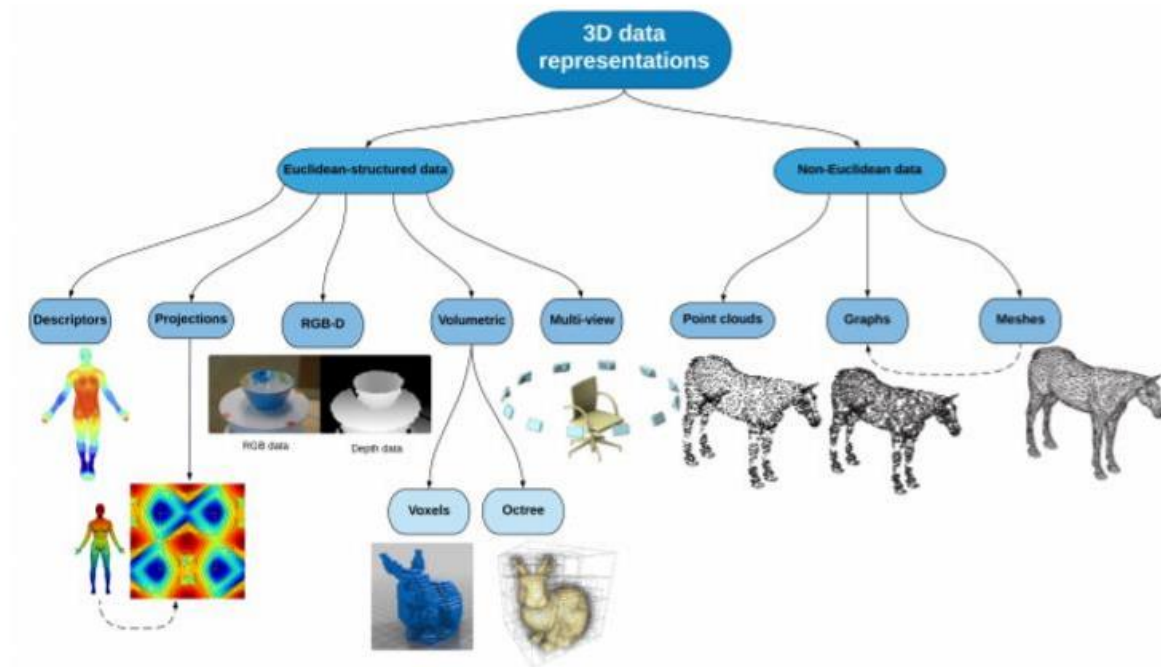 3D data
representations
Euclidean-structured data
Non-Euclidean data
Descriptors
Projections
RGB-D
Volumetric
Multi-view
Point clouds
Graphs
Meshes
RGB data
Depth data
Voxels
Octree